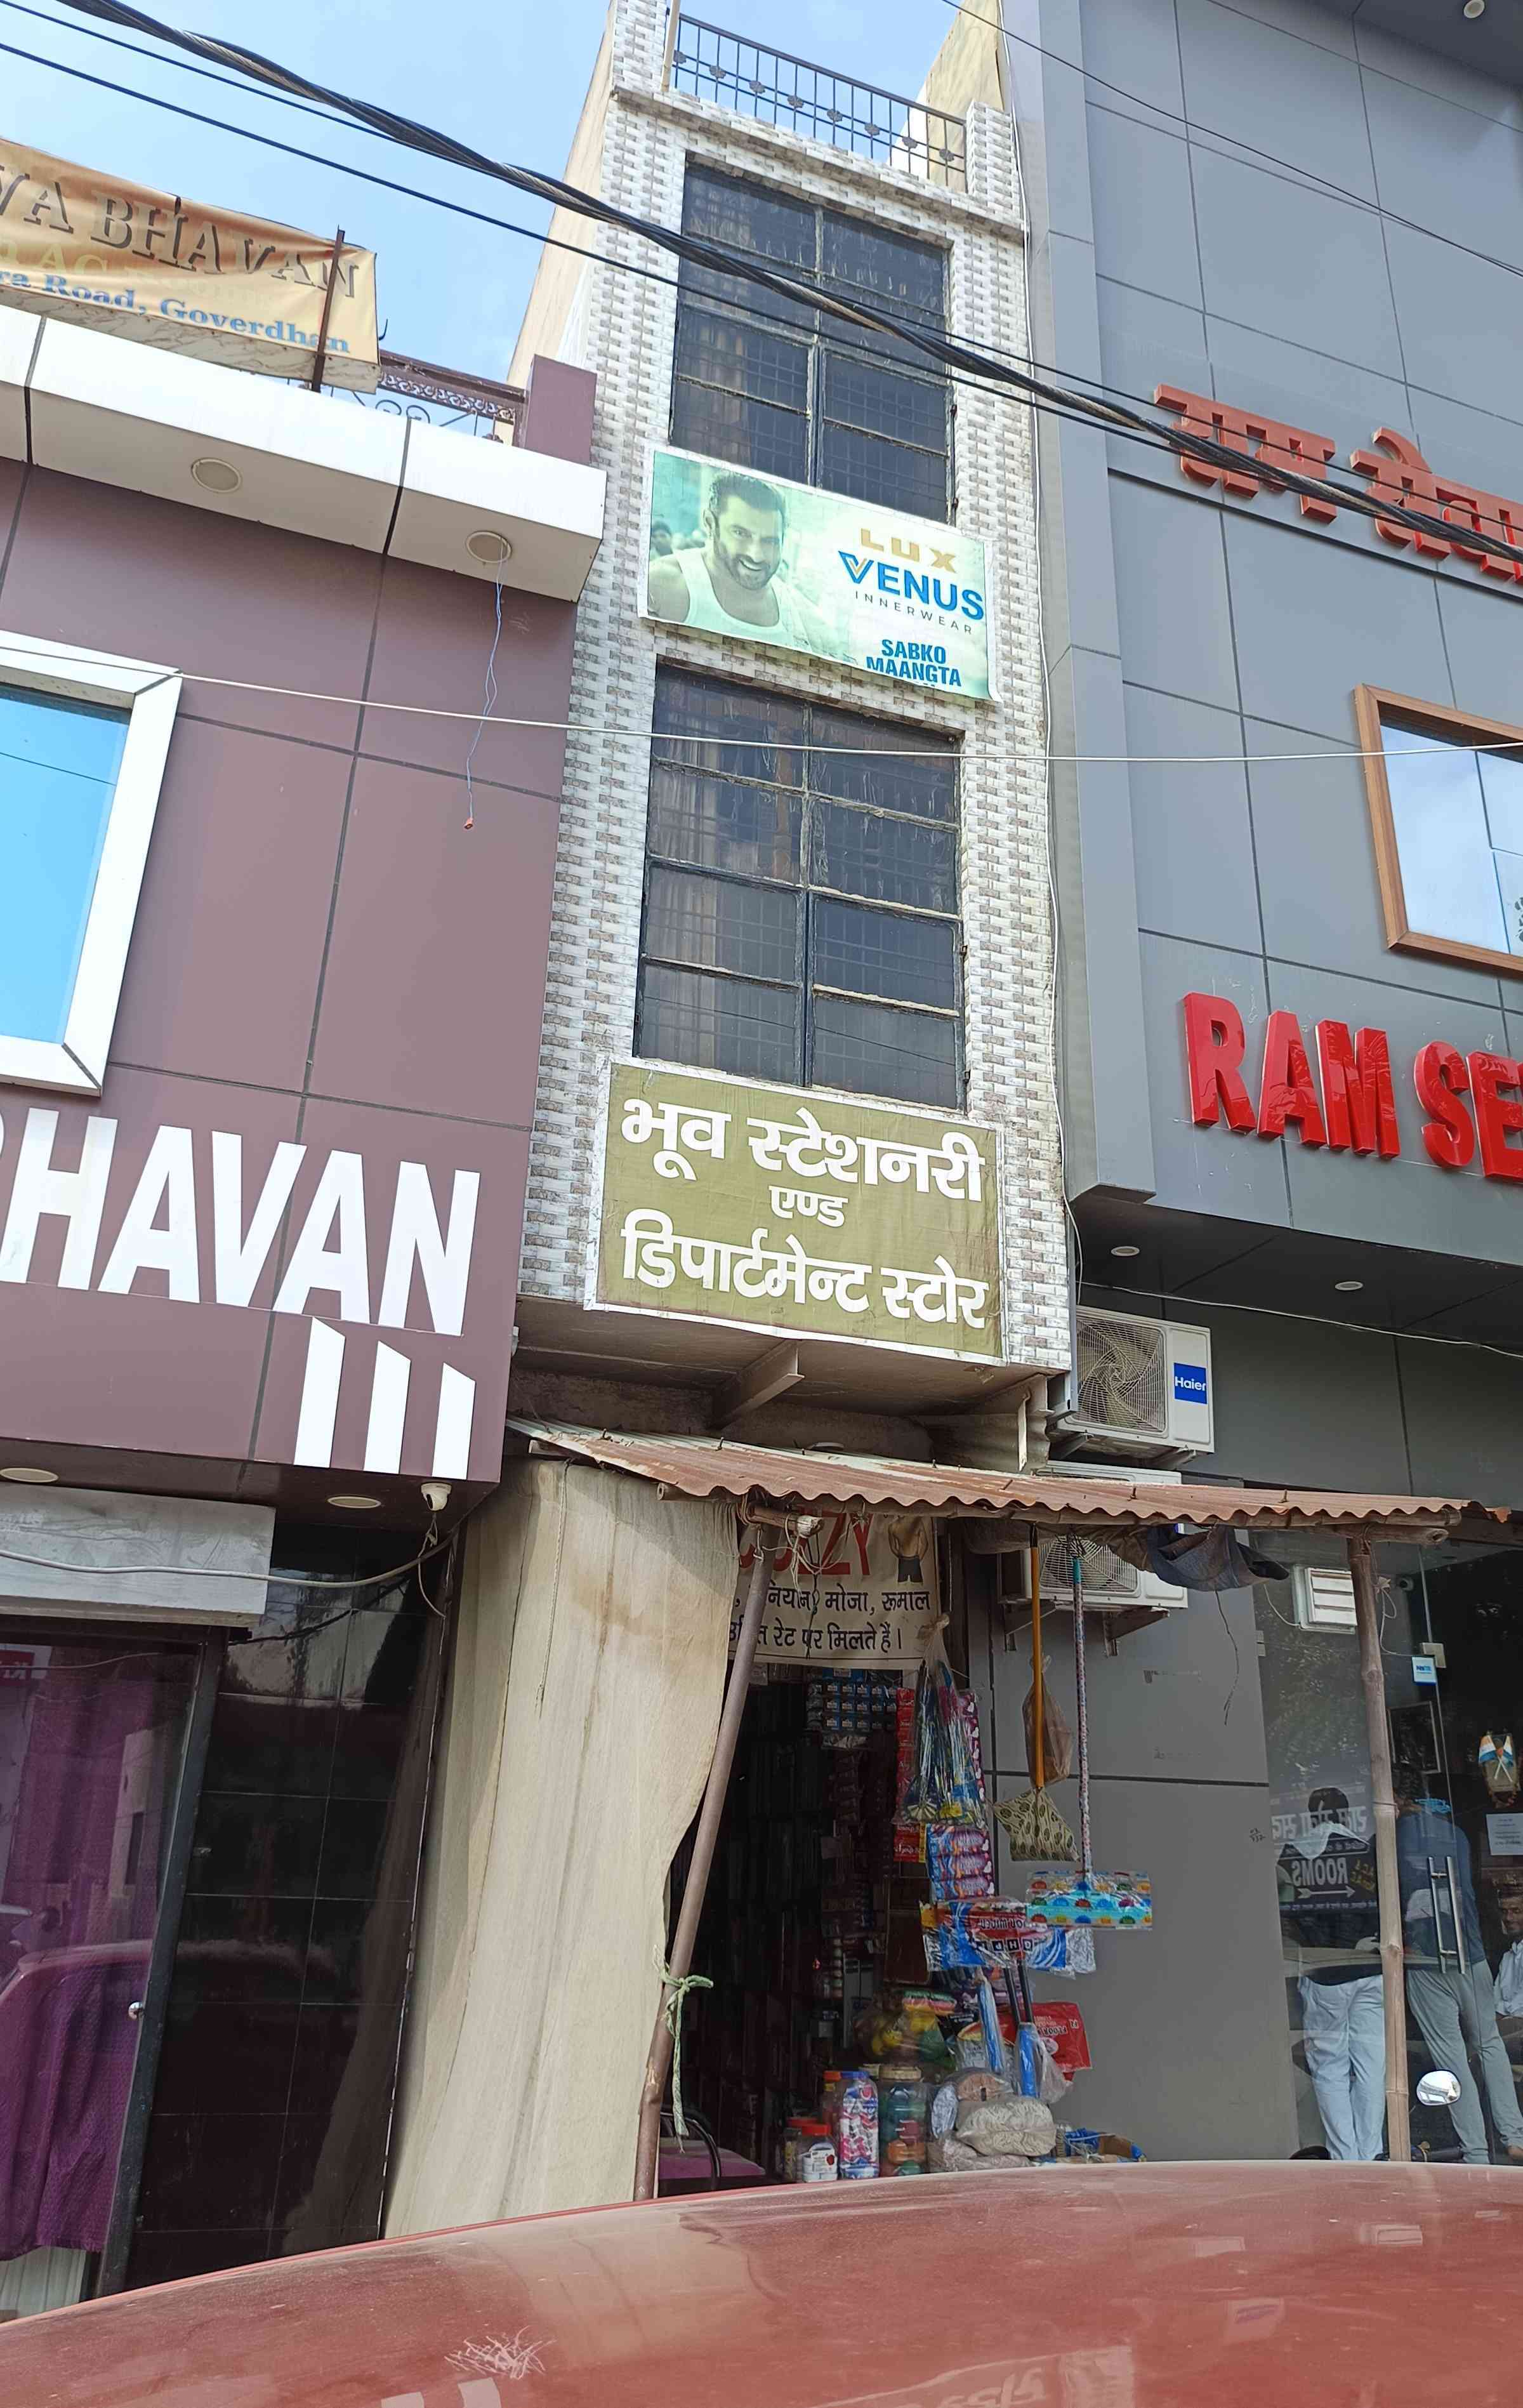 VA BHAVAN
ra Road, Goverdhan
राम सेवा
LUX
VENUS
INNERWEAR
SABKO
MAANGTA
RAM SE
BHAVAN
भूव स्टेशनरी
एण्ड
डिपार्टमेन्ट स्टोर
Haier
मोजा, रूमाल
रेट पर मिलते हैं।
ROOMS